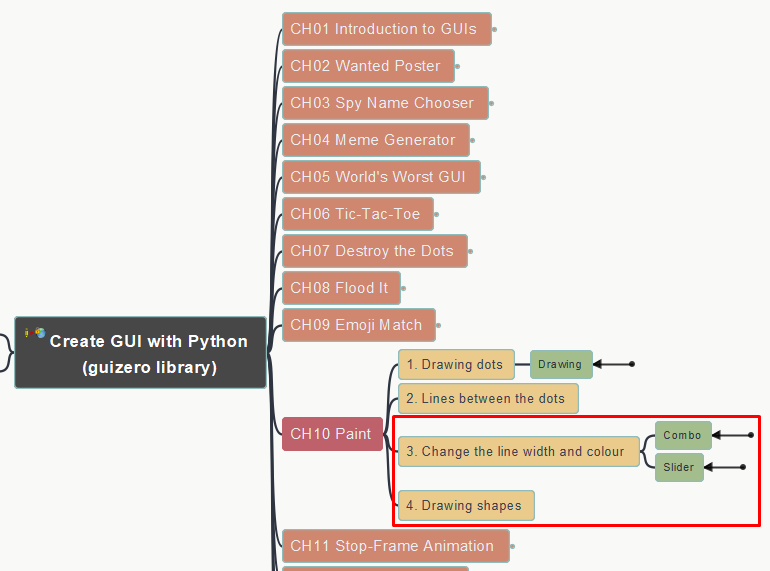 CH01 Introduction to GUIs
CH02 Wanted Poster
CH03 Spy Name Chooser
CH04 Meme Generator
CH05 World's Worst GUI
CH06 Tic-Tac-Toe
CH07 Destroy the Dots
CH08 Flood It
CH09 Emoji Match
Create GUI with Python
(guizero library)
CH10 Paint
1. Drawing dots
Drawing
2. Lines between the dots
3. Change the line width and colour
Combo
Slider
4. Drawing shapes
CH11 Stop-Frame Animation